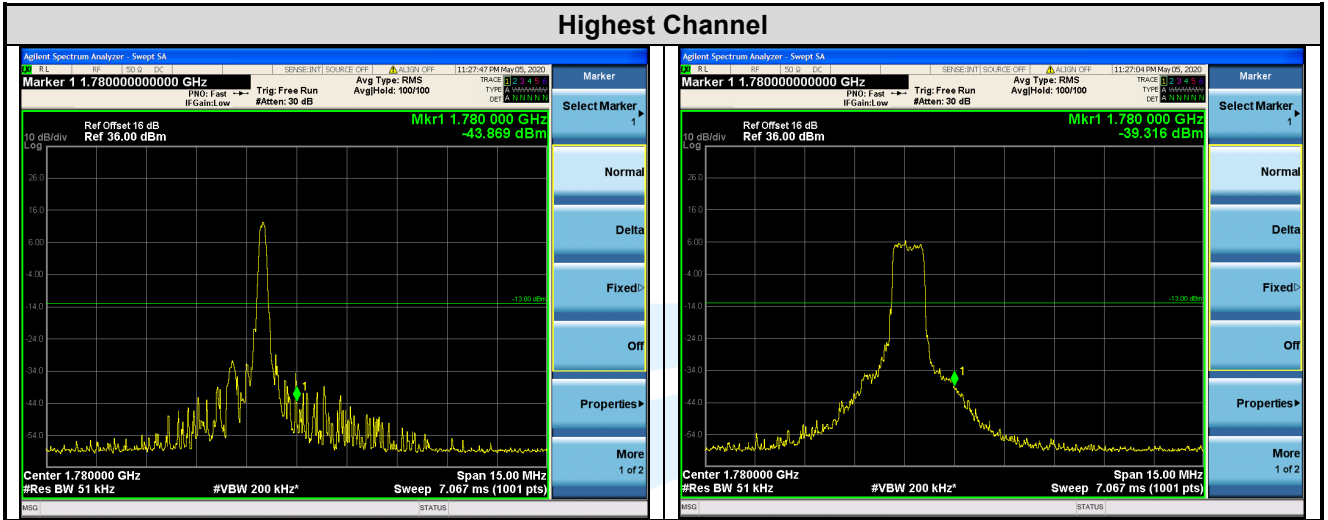 Highest Channel
Agilent Spectrum Analyzer - Swept SA
RL RF 50 Ω DC SENSE:INT SOURCE OFF ALIGN OFF 11:27:47 PM May 05, 2020
Marker 1 1.780000000000 GHz
PNO: Fast
IFGain:Low
Trig: Free Run
#Atten: 30 dB
Avg Type: RMS
Avg|Hold: 100/100
TRACE 1 2 3 4 5 6
TYPE A WWWWW
DET A N N N N N
Mkr1 1.780 000 GHz
-43.869 dBm
Ref Offset 16 dB
10 dB/div Ref 36.00 dBm
Log
26.0
16.0
6.00
-4.00
-13.00 dBm
-14.0
-24.0
-34.0
1
-44.0
-54.0
Center 1.780000 GHz Span 15.00 MHz
#Res BW 51 kHz #VBW 200 kHz* Sweep 7.067 ms (1001 pts)
MSG STATUS
Marker
Select Marker
1
Normal
Delta
Fixed
Off
Properties
More
1 of 2
Agilent Spectrum Analyzer - Swept SA
RL RF 50 Ω DC SENSE:INT SOURCE OFF ALIGN OFF 11:27:04 PM May 05, 2020
Marker 1 1.780000000000 GHz
PNO: Fast
IFGain:Low
Trig: Free Run
#Atten: 30 dB
Avg Type: RMS
Avg|Hold: 100/100
TRACE 1 2 3 4 5 6
TYPE A WWWWW
DET A N N N N N
Mkr1 1.780 000 GHz
-39.316 dBm
Ref Offset 16 dB
10 dB/div Ref 36.00 dBm
Log
26.0
16.0
6.00
-4.00
-13.00 dBm
-14.0
-24.0
-34.0
1
-44.0
-54.0
Center 1.780000 GHz Span 15.00 MHz
#Res BW 51 kHz #VBW 200 kHz* Sweep 7.067 ms (1001 pts)
MSG STATUS
Marker
Select Marker
1
Normal
Delta
Fixed
Off
Properties
More
1 of 2